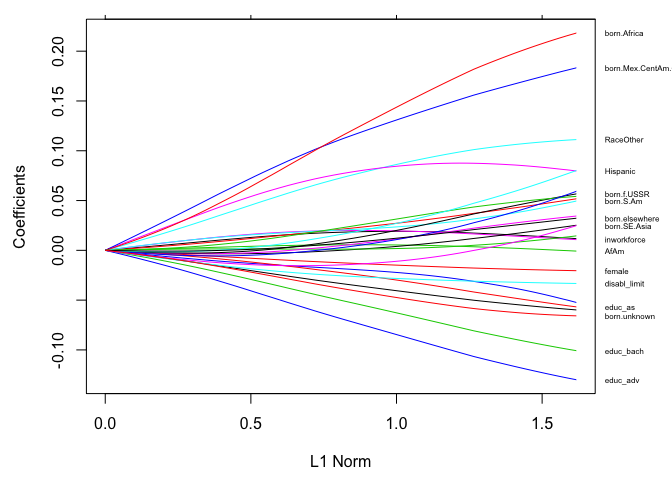 0.20
0.15
0.10
0.05
0.00
-0.10
Coefficients
0.0
0.5
1.0
1.5
L1 Norm
born.Africa
born.Mex.CentAm.
RaceOther
Hispanic
born.f.USSR
born.S.Am
born.elsewhere
born.SE.Asia
inworkforce
AfAm
female
disabl_limit
educ_as
born.unknown
educ_bach
educ_adv